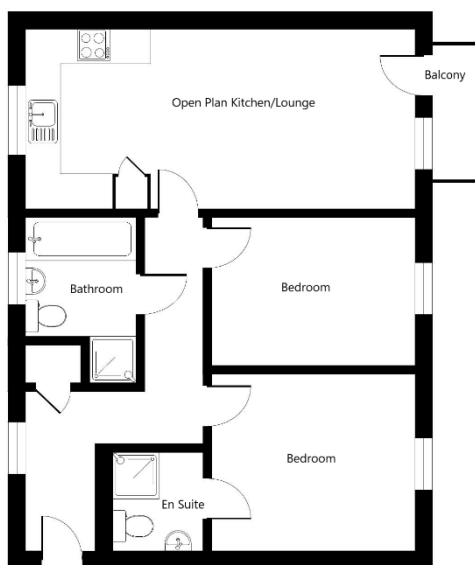 Balcony
Open Plan Kitchen/Lounge
Bathroom
Bedroom
Bedroom
En Suite